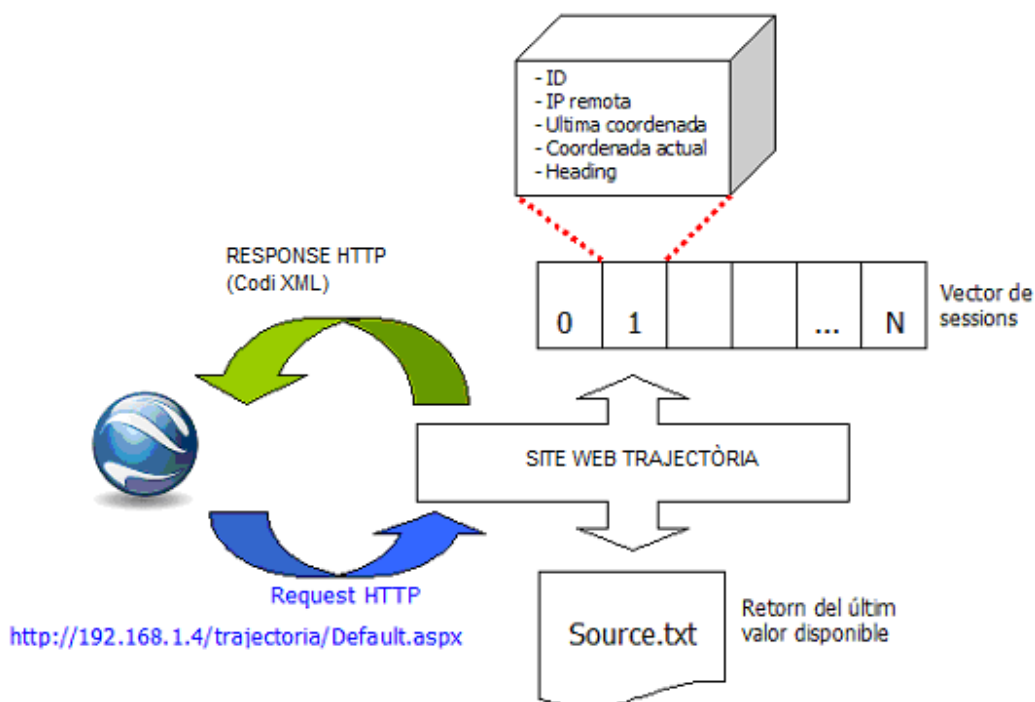 - ID
- IP remota
- Ultima coordenada
- Coordenada actual
- Heading
RESPONSE HTTP
(Codi XML)
0 1 ... N
Vector de
sessions
SITE WEB TRAJECTÒRIA
Request HTTP
http://192.168.1.4/trajectoria/Default.aspx
Source.txt
Retorn del últim
valor disponible